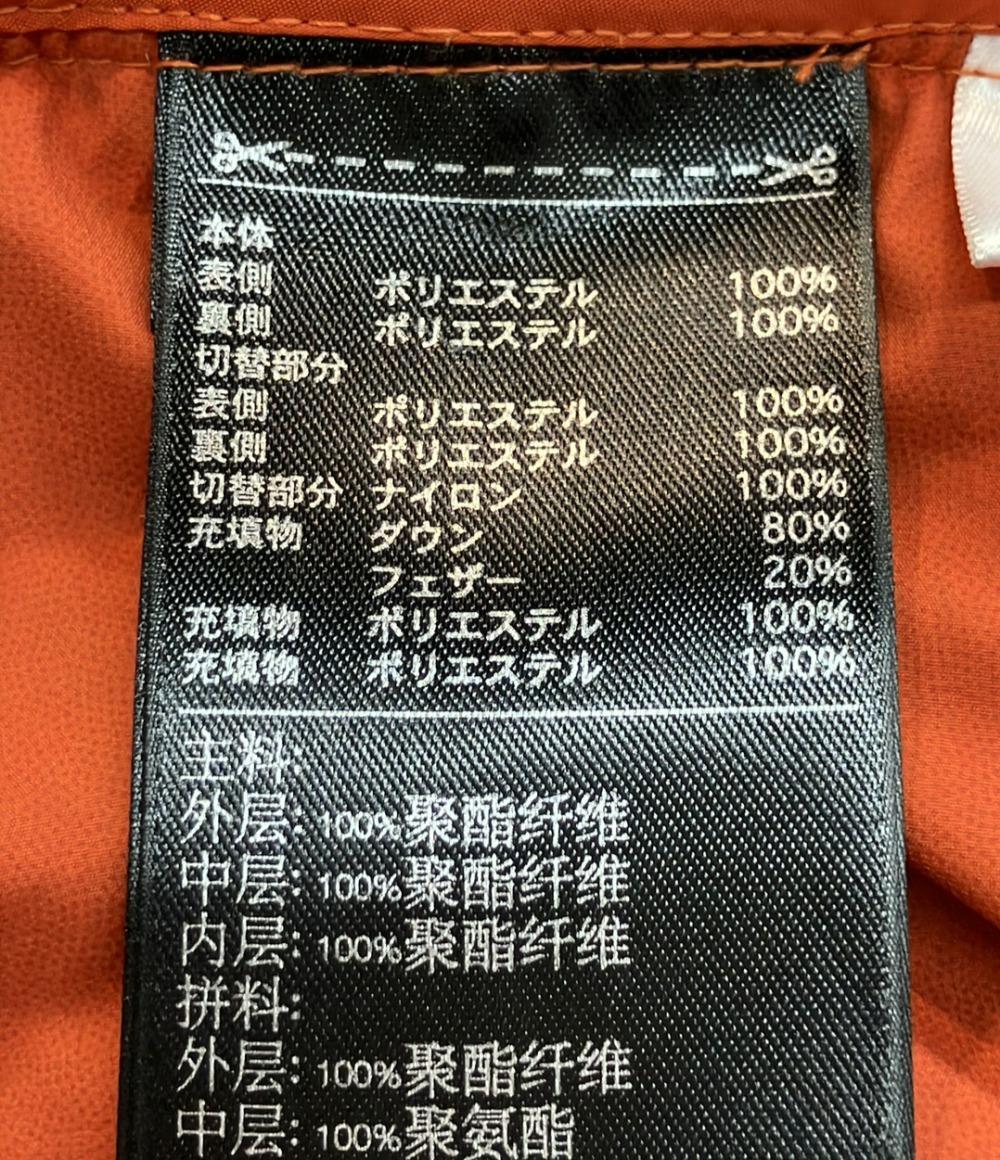 本体
表側 ポリエステル 100%
裏側 ポリエステル 100%
切替部分
表側 ポリエステル 100%
裏側 ポリエステル 100%
切替部分 ナイロン 100%
充填物 ダウン 80%
フェザー 20%
充填物 ポリエステル 100%
充填物 ポリエステル 100%
主料:
外层: 100%聚酯纤维
中层: 100%聚酯纤维
内层: 100%聚酯纤维
拼料:
外层: 100%聚酯纤维
中层: 100%聚氨酯